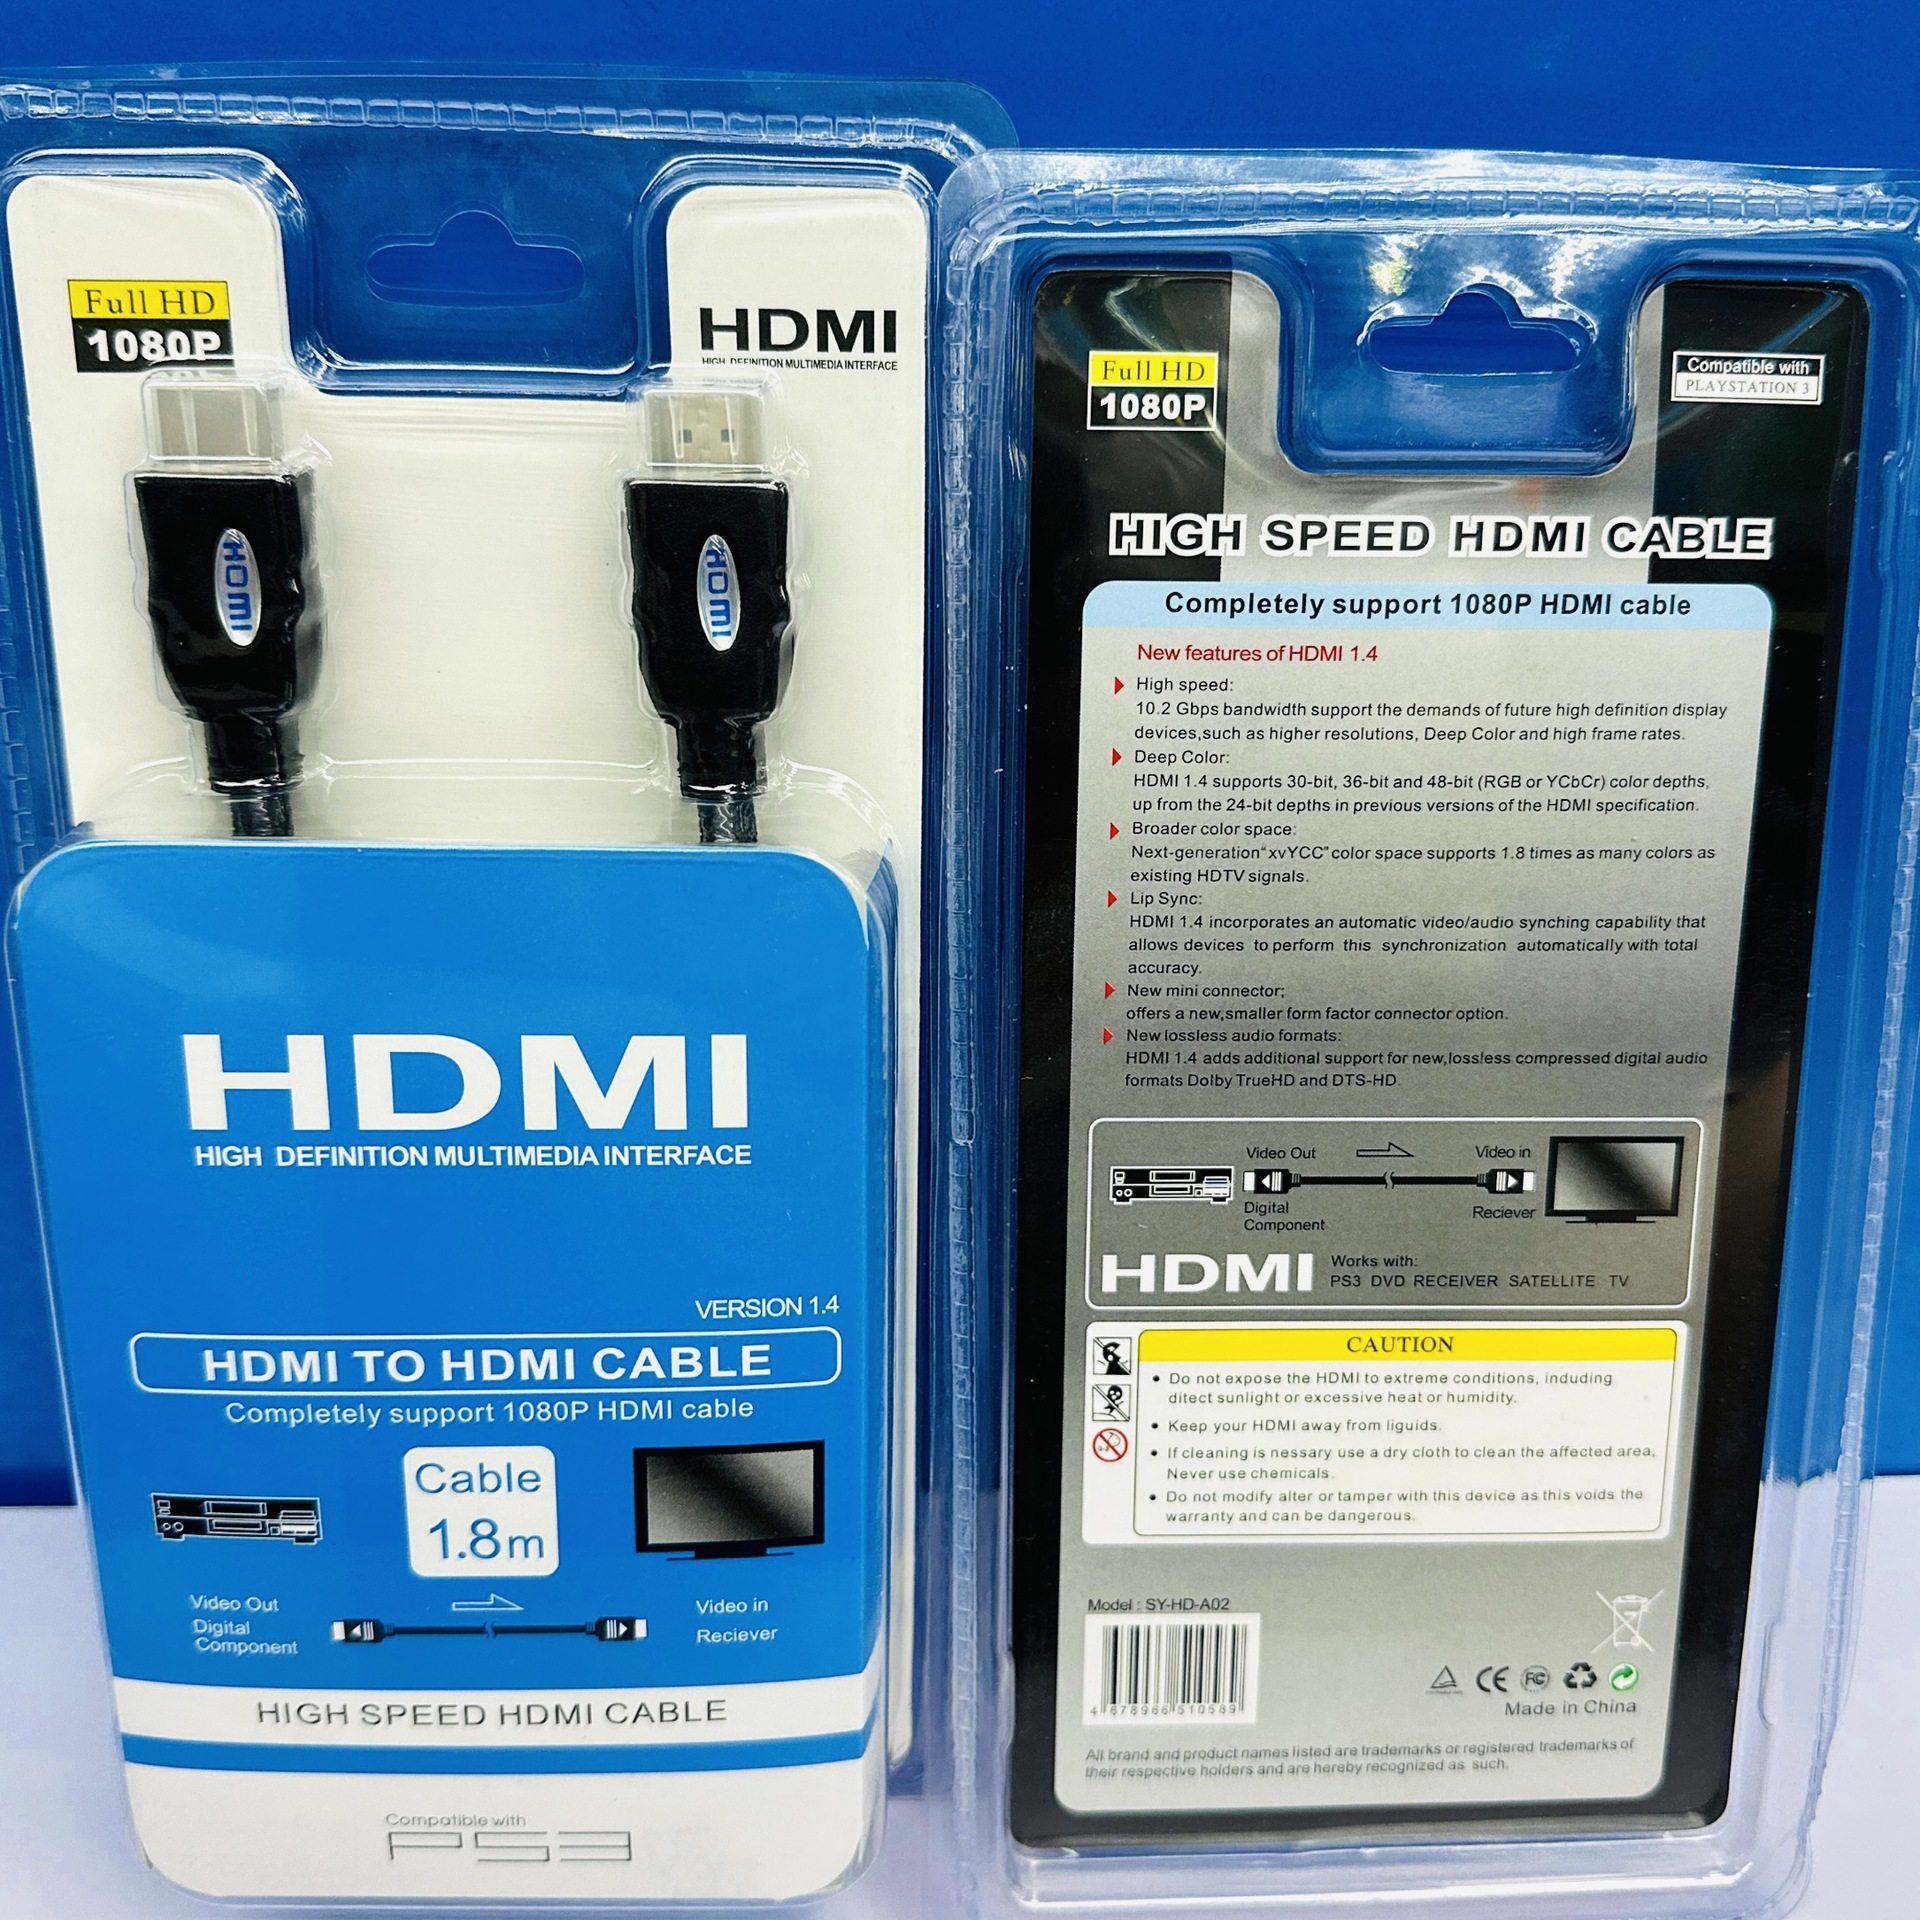 Full HD
1080P
HDMI
HIGH DEFINITION MULTIMEDIA INTERFACE
HDMI
HIGH DEFINITION MULTIMEDIA INTERFACE
VERSION 1.4
HDMI TO HDMI CABLE
Completely support 1080P HDMI cable
Cable
1.8m
Video Out
Digital
Component
Video in
Reciever
HIGH SPEED HDMI CABLE
Compatible with
PS3
Full HD
1080P
Compatible with
PLAYSTATION 3
HIGH SPEED HDMI CABLE
Completely support 1080P HDMI cable
New features of HDMI 1.4
High speed:
10.2 Gbps bandwidth support the demands of future high definition display
devices,such as higher resolutions, Deep Color and high frame rates.
Deep Color:
HDMI 1.4 supports 30-bit, 36-bit and 48-bit (RGB or YCbCr) color depths,
up from the 24-bit depths in previous versions of the HDMI specification.
Broader color space:
Next-generation“xvYCC”color space supports 1.8 times as many colors as
existing HDTV signals.
Lip Sync:
HDMI 1.4 incorporates an automatic video/audio synching capability that
allows devices to perform this synchronization automatically with total
accuracy.
New mini connector;
offers a new,smaller form factor connector option.
New lossless audio formats:
HDMI 1.4 adds additional support for new,lossless compressed digital audio
formats Dolby TrueHD and DTS-HD
Video Out
Video in
Digital
Component
Reciever
HDMI
Works with:
PS3 DVD RECEIVER SATELLITE TV
CAUTION
• Do not expose the HDMI to extreme conditions, induding
ditect sunlight or excessive heat or humidity.
• Keep your HDMI away from liguids.
• If cleaning is nessary use a dry cloth to clean the affected area,
Never use chemicals.
• Do not modify alter or tamper with this device as this voids the
warranty and can be dangerous.
Model : SY-HD-A02
4 678966 510589
CE FC
Made in China
All brand and product names listed are trademarks or registered trademarks of
their respective holders and are hereby recognized as such.